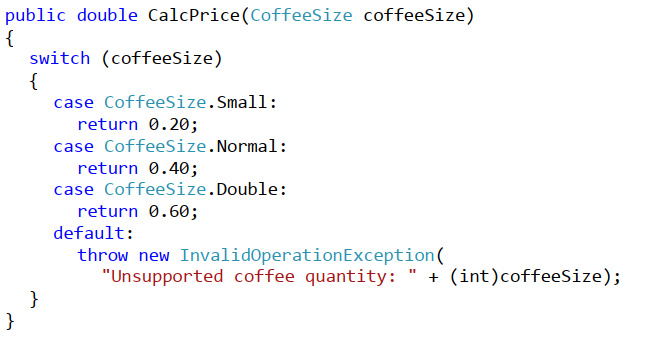 public double CalcPrice(CoffeeSize coffeeSize)
{
  switch (coffeeSize)
  {
    case CoffeeSize.Small:
      return 0.20;
    case CoffeeSize.Normal:
      return 0.40;
    case CoffeeSize.Double:
      return 0.60;
    default:
      throw new InvalidOperationException(
        "Unsupported coffee quantity: " + (int)coffeeSize);
  }
}